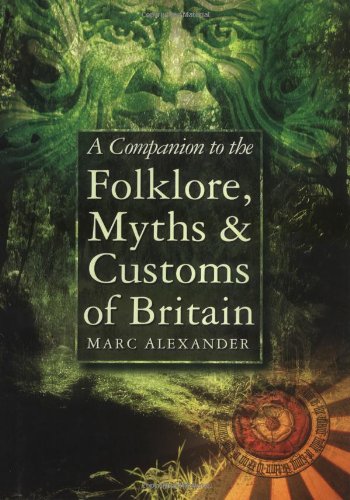 A Companion to the
Folklore,
Myths &
Customs
of Britain
MARC ALEXANDER